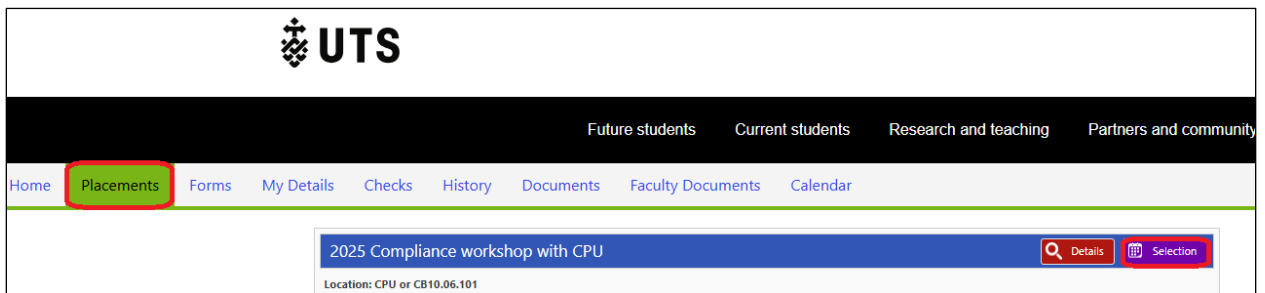 UTS
Future students Current students Research and teaching Partners and community
Home Placements Forms My Details Checks History Documents Faculty Documents Calendar
2025 Compliance workshop with CPU Details Selection
Location: CPU or CB10.06.101